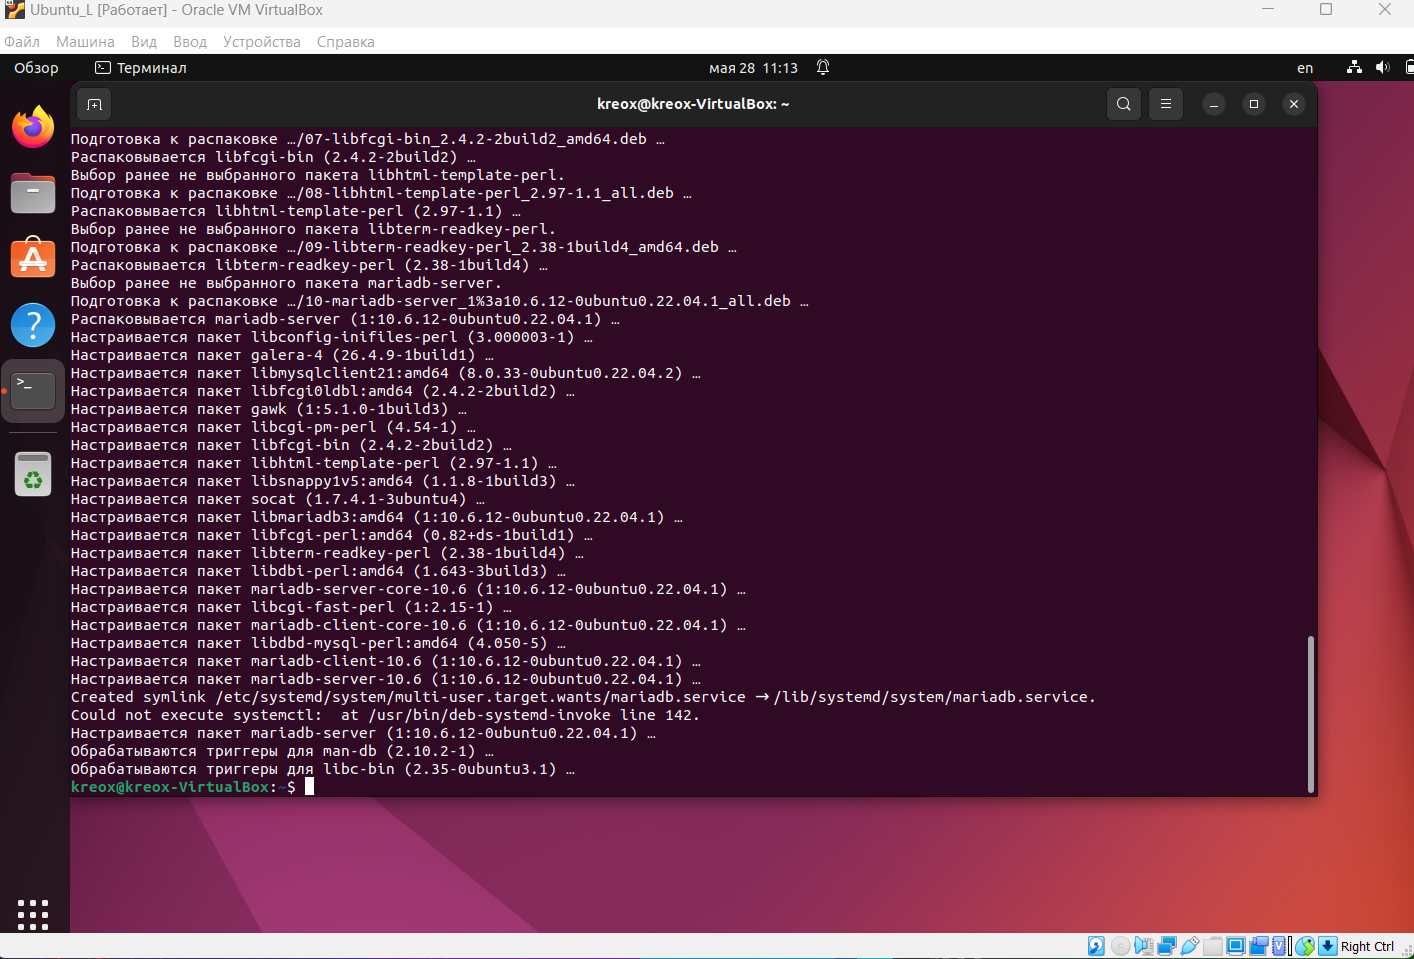 Ubuntu_L [Работает] - Oracle VM VirtualBox
Файл Машина Вид Ввод Устройства Справка
Обзор Терминал мая 28 11:13 en
kreox@kreox-VirtualBox: ~
Подготовка к распаковке …/07-libfcgi-bin_2.4.2-2build2_amd64.deb …
Распаковывается libfcgi-bin (2.4.2-2build2) …
Выбор ранее не выбранного пакета libhtml-template-perl.
Подготовка к распаковке …/08-libhtml-template-perl_2.97-1.1_all.deb …
Распаковывается libhtml-template-perl (2.97-1.1) …
Выбор ранее не выбранного пакета libterm-readkey-perl.
Подготовка к распаковке …/09-libterm-readkey-perl_2.38-1build4_amd64.deb …
Распаковывается libterm-readkey-perl (2.38-1build4) …
Выбор ранее не выбранного пакета mariadb-server.
Подготовка к распаковке …/10-mariadb-server_1%3a10.6.12-0ubuntu0.22.04.1_all.deb …
Распаковывается mariadb-server (1:10.6.12-0ubuntu0.22.04.1) …
Настраивается пакет libconfig-inifiles-perl (3.000003-1) …
Настраивается пакет galera-4 (26.4.9-1build1) …
Настраивается пакет libmysqlclient21:amd64 (8.0.33-0ubuntu0.22.04.2) …
Настраивается пакет libfcgi0ldbl:amd64 (2.4.2-2build2) …
Настраивается пакет gawk (1:5.1.0-1build3) …
Настраивается пакет libcgi-pm-perl (4.54-1) …
Настраивается пакет libfcgi-bin (2.4.2-2build2) …
Настраивается пакет libhtml-template-perl (2.97-1.1) …
Настраивается пакет libsnappy1v5:amd64 (1.1.8-1build3) …
Настраивается пакет socat (1.7.4.1-3ubuntu4) …
Настраивается пакет libmariadb3:amd64 (1:10.6.12-0ubuntu0.22.04.1) …
Настраивается пакет libfcgi-perl:amd64 (0.82+ds-1build1) …
Настраивается пакет libterm-readkey-perl (2.38-1build4) …
Настраивается пакет libdbi-perl:amd64 (1.643-3build3) …
Настраивается пакет mariadb-server-core-10.6 (1:10.6.12-0ubuntu0.22.04.1) …
Настраивается пакет libcgi-fast-perl (1:2.15-1) …
Настраивается пакет mariadb-client-core-10.6 (1:10.6.12-0ubuntu0.22.04.1) …
Настраивается пакет libdbd-mysql-perl:amd64 (4.050-5) …
Настраивается пакет mariadb-client-10.6 (1:10.6.12-0ubuntu0.22.04.1) …
Настраивается пакет mariadb-server-10.6 (1:10.6.12-0ubuntu0.22.04.1) …
Created symlink /etc/systemd/system/multi-user.target.wants/mariadb.service → /lib/systemd/system/mariadb.service.
Could not execute systemctl:  at /usr/bin/deb-systemd-invoke line 142.
Настраивается пакет mariadb-server (1:10.6.12-0ubuntu0.22.04.1) …
Обрабатываются триггеры для man-db (2.10.2-1) …
Обрабатываются триггеры для libc-bin (2.35-0ubuntu3.1) …
kreox@kreox-VirtualBox:~$
Right Ctrl